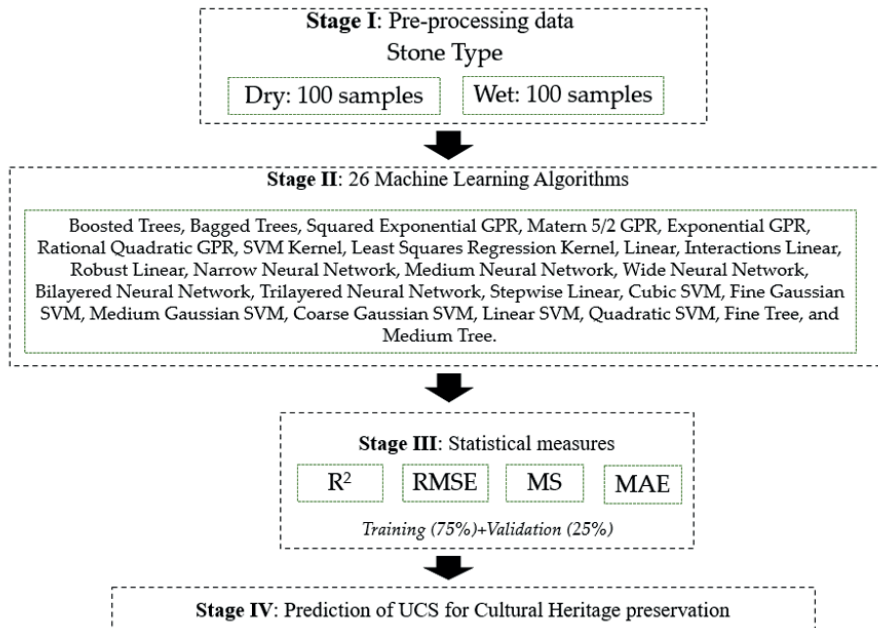 Stage I: Pre-processing data
Stone Type
Dry: 100 samples
Wet: 100 samples
Stage II: 26 Machine Learning Algorithms
Boosted Trees, Bagged Trees, Squared Exponential GPR, Matern 5/2 GPR, Exponential GPR,
Rational Quadratic GPR, SVM Kernel, Least Squares Regression Kernel, Linear, Interactions Linear,
Robust Linear, Narrow Neural Network, Medium Neural Network, Wide Neural Network,
Bilayered Neural Network, Trilayered Neural Network, Stepwise Linear, Cubic SVM, Fine Gaussian
SVM, Medium Gaussian SVM, Coarse Gaussian SVM, Linear SVM, Quadratic SVM, Fine Tree, and
Medium Tree.
Stage III: Statistical measures
R²
RMSE
MS
MAE
Training (75%)+Validation (25%)
Stage IV: Prediction of UCS for Cultural Heritage preservation